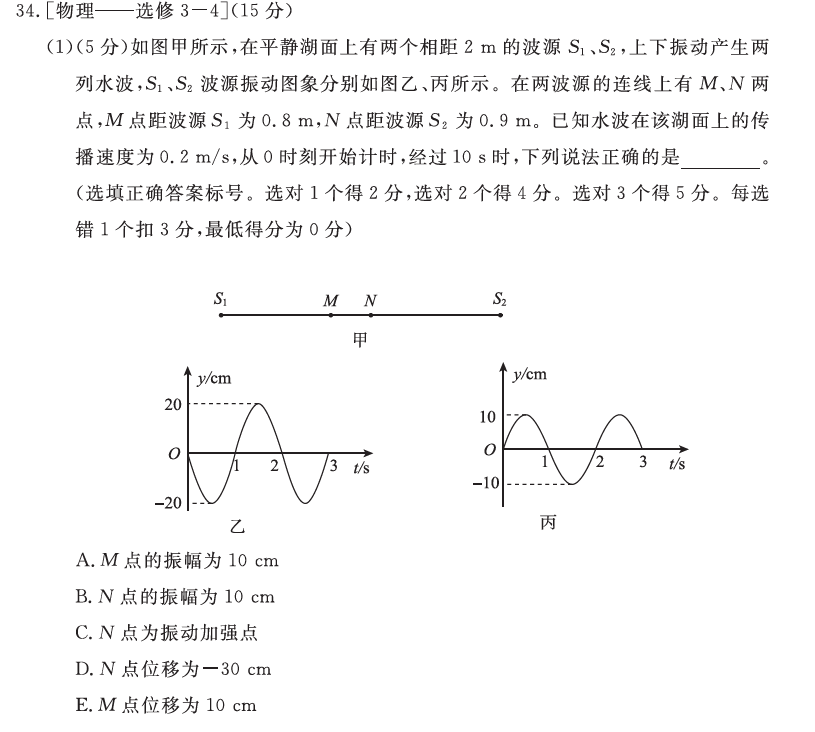 34.[物理——选修 3－4](15 分)
(1)(5 分)如图甲所示,在平静湖面上有两个相距 2 m 的波源 S₁、S₂,上下振动产生两
列水波,S₁、S₂ 波源振动图象分别如图乙、丙所示。在两波源的连线上有 M、N 两
点,M 点距波源 S₁ 为 0.8 m,N 点距波源 S₂ 为 0.9 m。已知水波在该湖面上的传
播速度为 0.2 m/s,从 0 时刻开始计时,经过 10 s 时,下列说法正确的是________。
(选填正确答案标号。选对 1 个得 2 分,选对 2 个得 4 分。选对 3 个得 5 分。每选
错 1 个扣 3 分,最低得分为 0 分)
S₁ M N S₂
甲
y/cm
20
O 1 2 3 t/s
－20
乙
y/cm
10
O 1 2 3 t/s
－10
丙
A. M 点的振幅为 10 cm
B. N 点的振幅为 10 cm
C. N 点为振动加强点
D. N 点位移为－30 cm
E. M 点位移为 10 cm